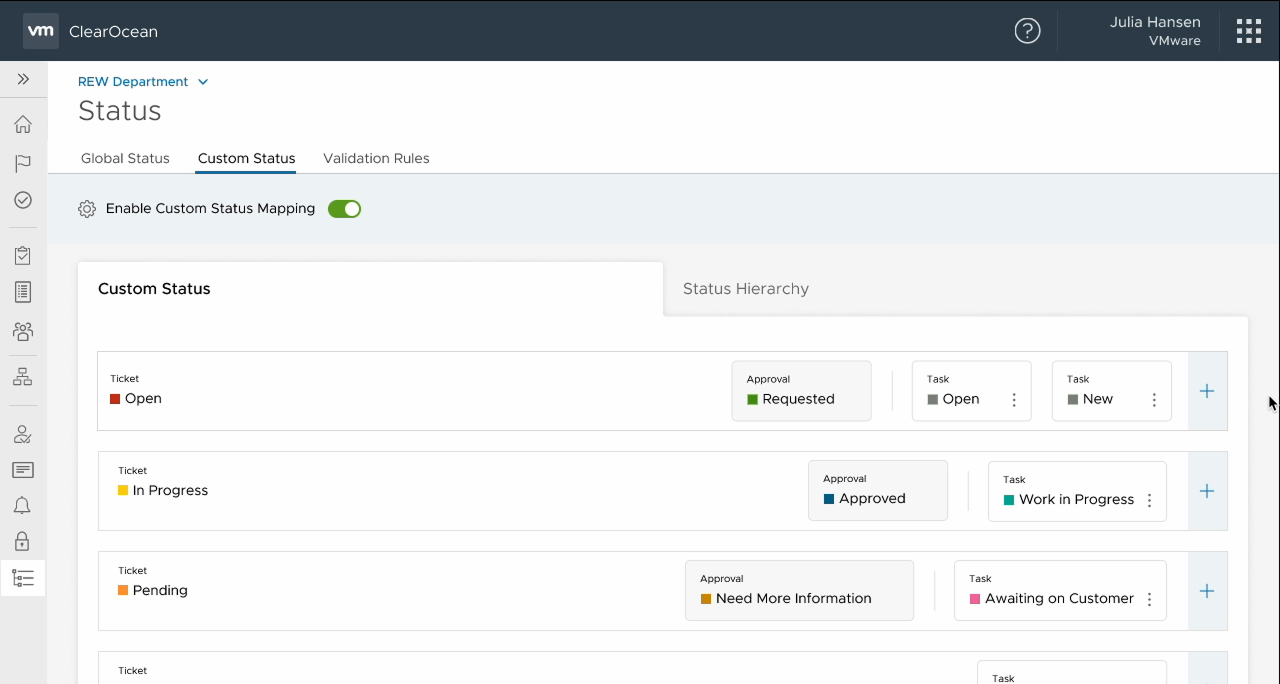 vm ClearOcean
?
Julia Hansen
VMware
REW Department
Status
Global Status Custom Status Validation Rules
Enable Custom Status Mapping
Custom Status Status Hierarchy
Ticket
Open
Approval
Requested
Task
Open
Task
New
+
Ticket
In Progress
Approval
Approved
Task
Work in Progress
+
Ticket
Pending
Approval
Need More Information
Task
Awaiting on Customer
+
Ticket
Task